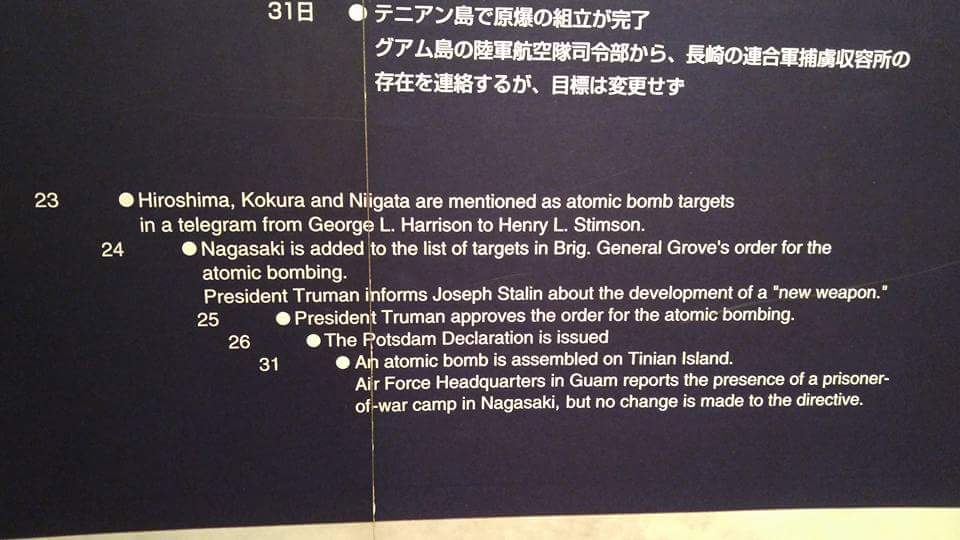 31日 ● テニアン島で原爆の組立が完了
グアム島の陸軍航空隊司令部から、長崎の連合軍捕虜収容所の
存在を連絡するが、目標は変更せず
23 ● Hiroshima, Kokura and Niigata are mentioned as atomic bomb targets
in a telegram from George L. Harrison to Henry L. Stimson.
24 ● Nagasaki is added to the list of targets in Brig. General Grove's order for the
atomic bombing.
President Truman informs Joseph Stalin about the development of a "new weapon."
25 ● President Truman approves the order for the atomic bombing.
26 ● The Potsdam Declaration is issued
31 ● An atomic bomb is assembled on Tinian Island.
Air Force Headquarters in Guam reports the presence of a prisoner-
of-war camp in Nagasaki, but no change is made to the directive.